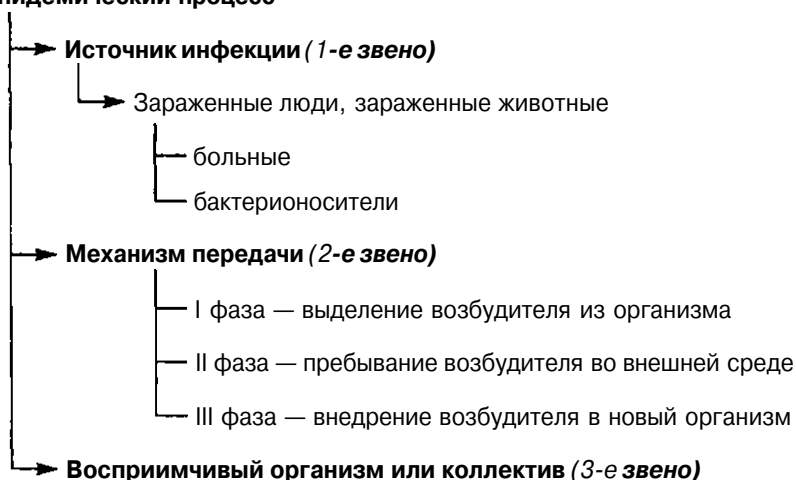 Источник инфекции (1-е звено)
Зараженные люди, зараженные животные
больные
бактерионосители
Механизм передачи (2-е звено)
I фаза — выделение возбудителя из организма
II фаза — пребывание возбудителя во внешней среде
III фаза — внедрение возбудителя в новый организм
Восприимчивый организм или коллектив (3-е звено)